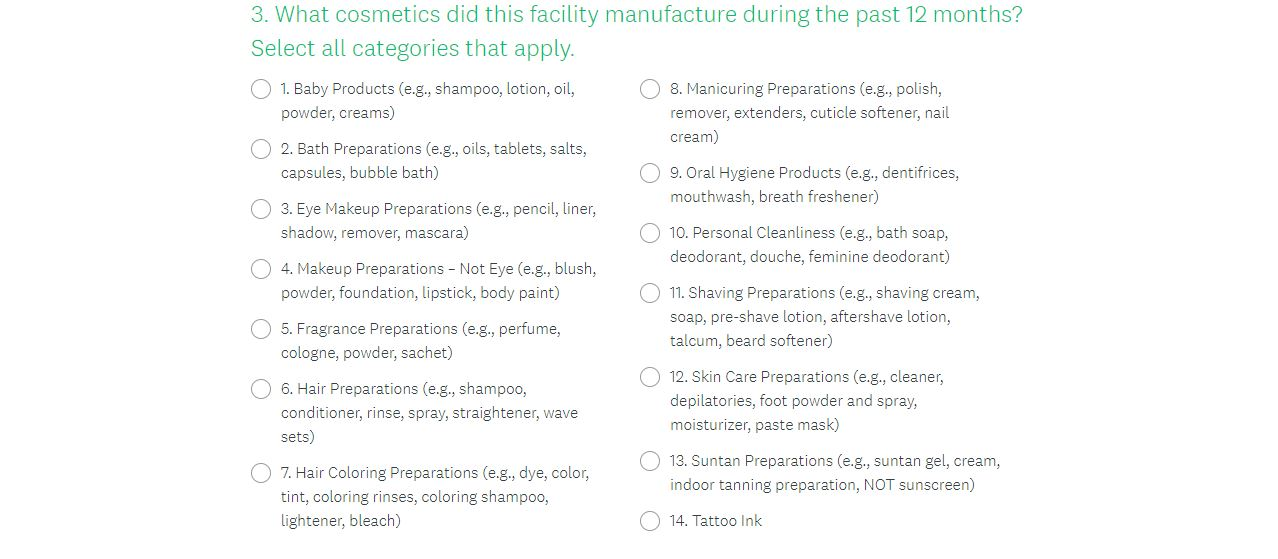 3. What cosmetics did this facility manufacture during the past 12 months?
Select all categories that apply.
1. Baby Products (e.g., shampoo, lotion, oil,
powder, creams)
2. Bath Preparations (e.g., oils, tablets, salts,
capsules, bubble bath)
3. Eye Makeup Preparations (e.g., pencil, liner,
shadow, remover, mascara)
4. Makeup Preparations – Not Eye (e.g., blush,
powder, foundation, lipstick, body paint)
5. Fragrance Preparations (e.g., perfume,
cologne, powder, sachet)
6. Hair Preparations (e.g., shampoo,
conditioner, rinse, spray, straightener, wave
sets)
7. Hair Coloring Preparations (e.g., dye, color,
tint, coloring rinses, coloring shampoo,
lightener, bleach)
8. Manicuring Preparations (e.g., polish,
remover, extenders, cuticle softener, nail
cream)
9. Oral Hygiene Products (e.g., dentifrices,
mouthwash, breath freshener)
10. Personal Cleanliness (e.g., bath soap,
deodorant, douche, feminine deodorant)
11. Shaving Preparations (e.g., shaving cream,
soap, pre-shave lotion, aftershave lotion,
talcum, beard softener)
12. Skin Care Preparations (e.g., cleaner,
depilatories, foot powder and spray,
moisturizer, paste mask)
13. Suntan Preparations (e.g., suntan gel, cream,
indoor tanning preparation, NOT sunscreen)
14. Tattoo Ink